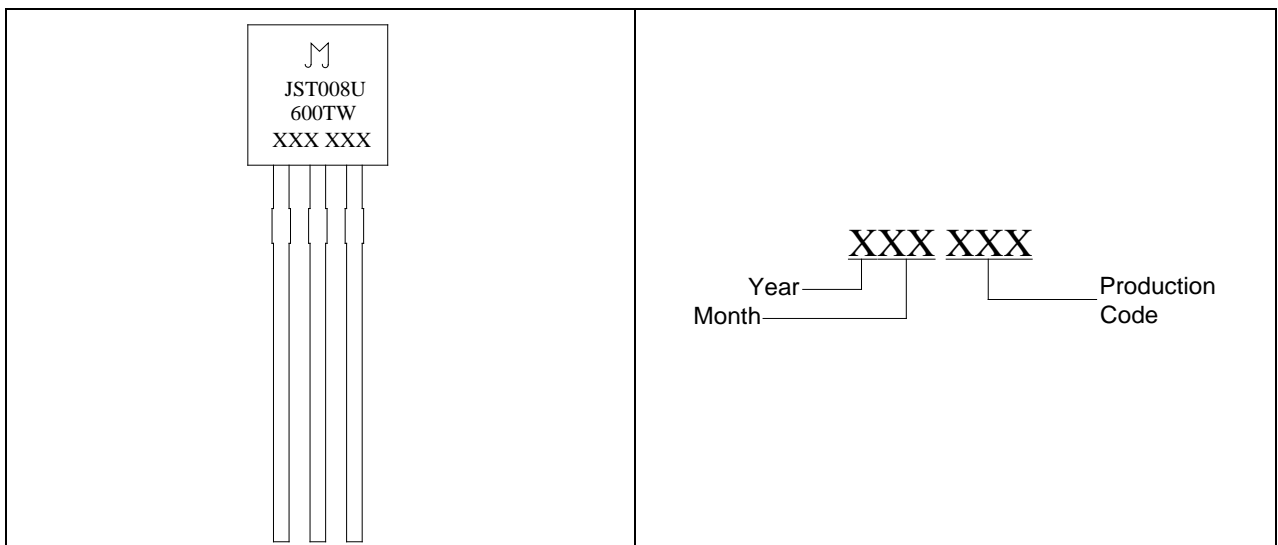 JST008U
600TW
XXX XXX
XXX XXX
Year
Month
Production
Code